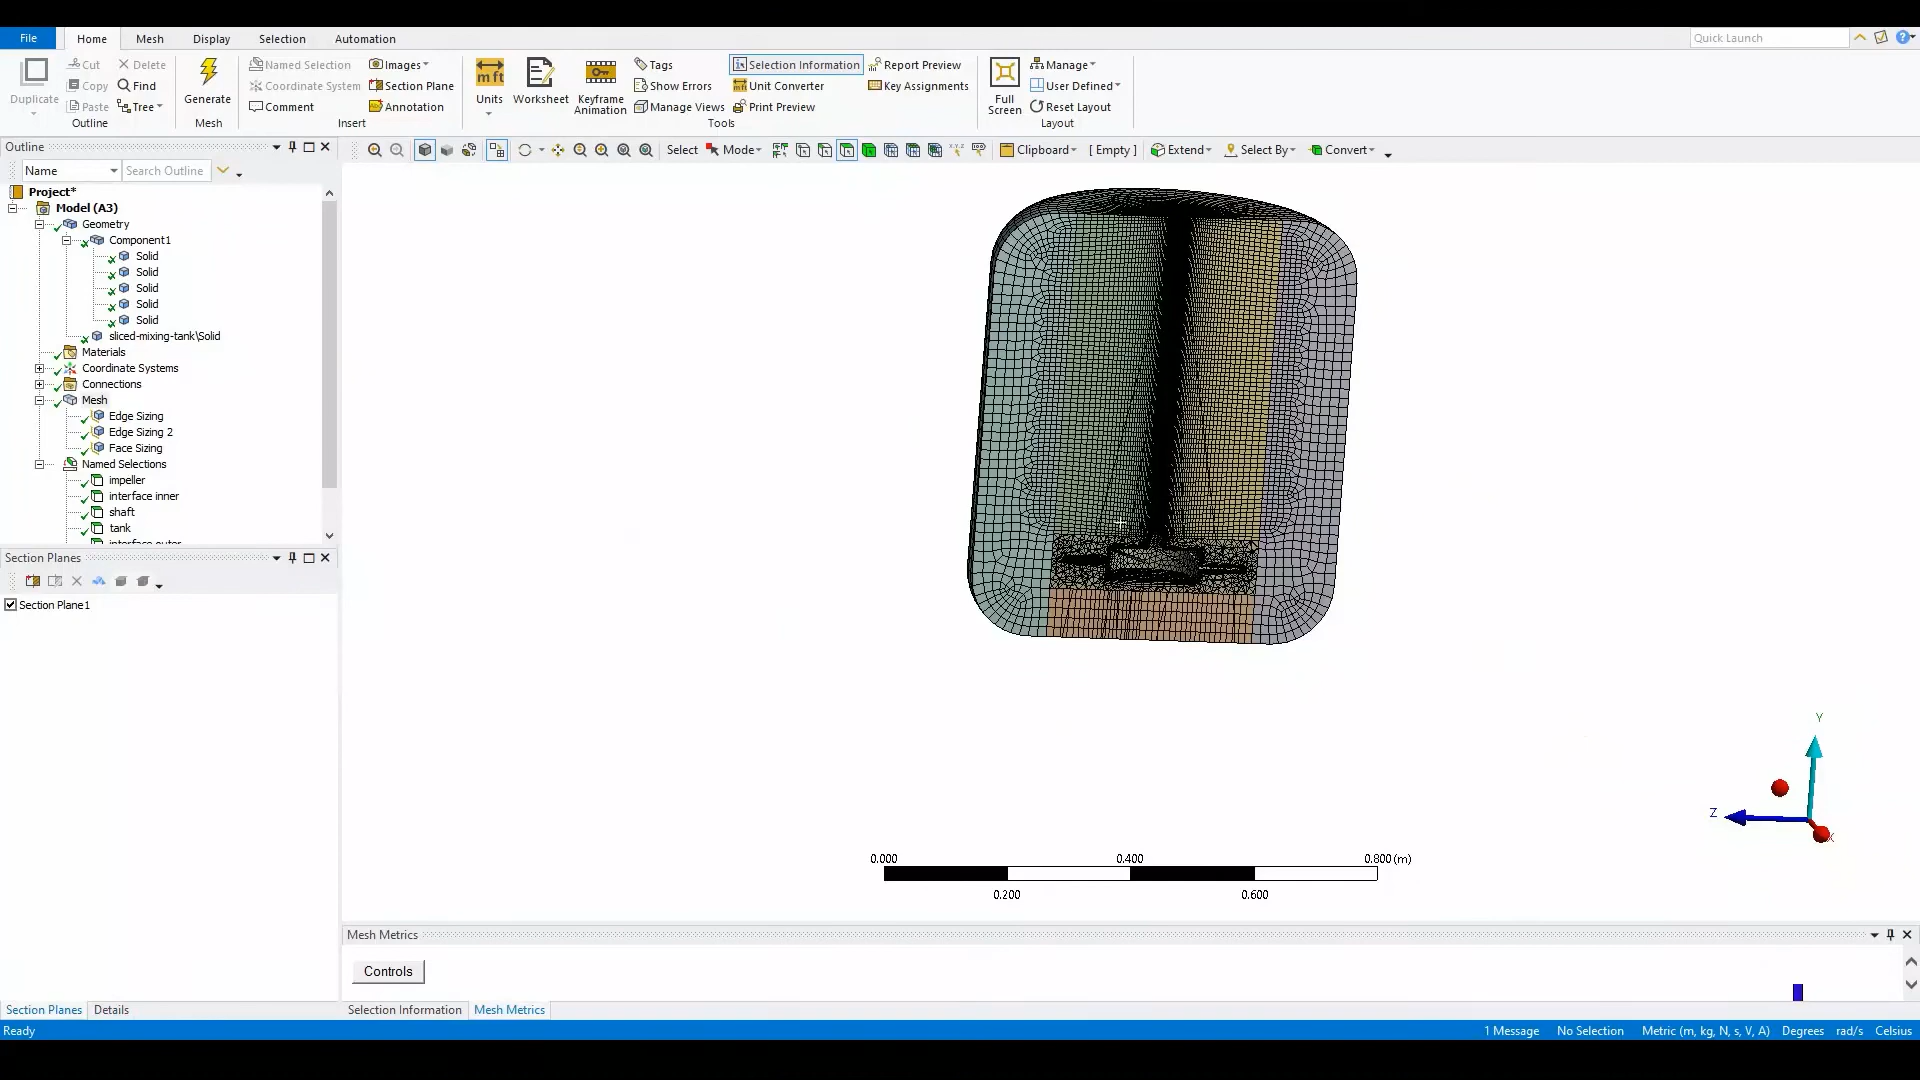 File Home Mesh Display Selection Automation Quick Launch
Duplicate Cut Delete Copy Find Paste Tree Outline
Generate Mesh
Named Selection Images Coordinate System Section Plane Comment Annotation Insert
mft Units Worksheet Keyframe Animation Tags Show Errors Manage Views Selection Information Unit Converter Print Preview Report Preview Key Assignments Tools
Full Screen Manage User Defined Reset Layout Layout
Outline
Name Search Outline
Select Mode Clipboard [ Empty ] Extend Select By Convert
Project*
Model (A3)
Geometry
Component1
Solid
Solid
Solid
Solid
Solid
sliced-mixing-tank\Solid
Materials
Coordinate Systems
Connections
Mesh
Edge Sizing
Edge Sizing 2
Face Sizing
Named Selections
impeller
interface inner
shaft
tank
interface outer
Section Planes
Section Plane1
Y
Z
X
0.000 0.400 0.800 (m)
0.200 0.600
Mesh Metrics
Controls
Section Planes Details Selection Information Mesh Metrics
Ready 1 Message No Selection Metric (m, kg, N, s, V, A) Degrees rad/s Celsius